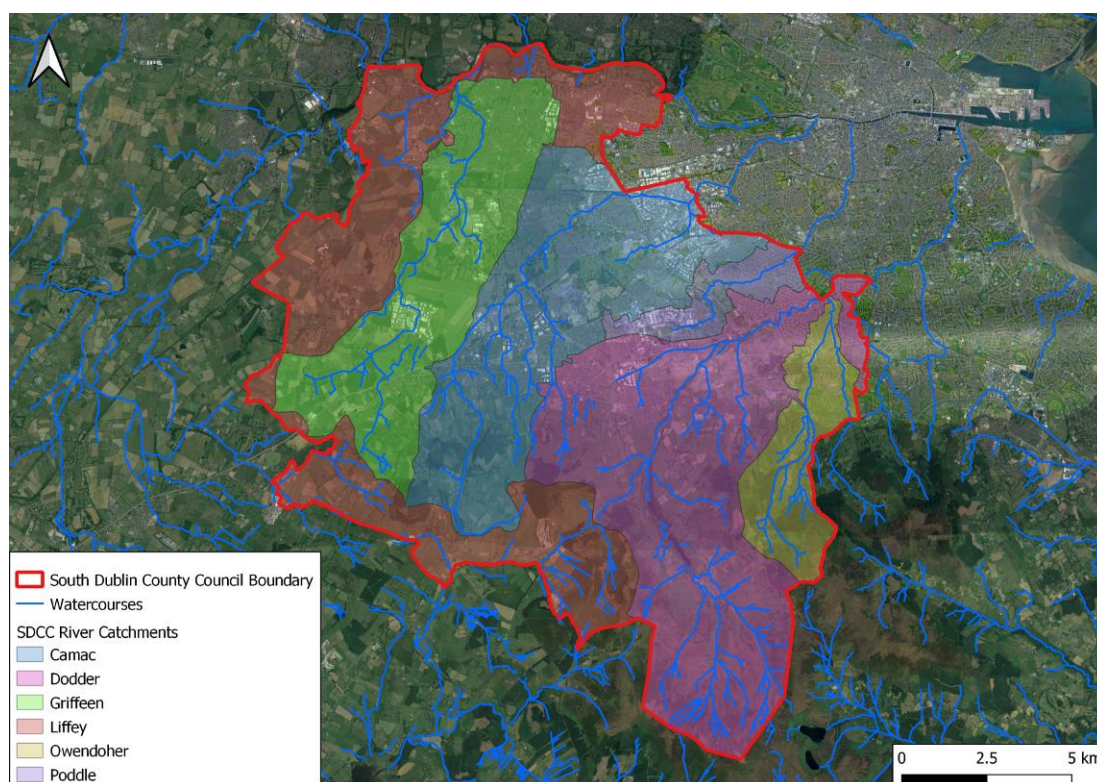 South Dublin County Council Boundary
Watercourses
SDCC River Catchments
Camac
Dodder
Griffeen
Liffey
Owendoher
Poddle
0 2.5 5 km